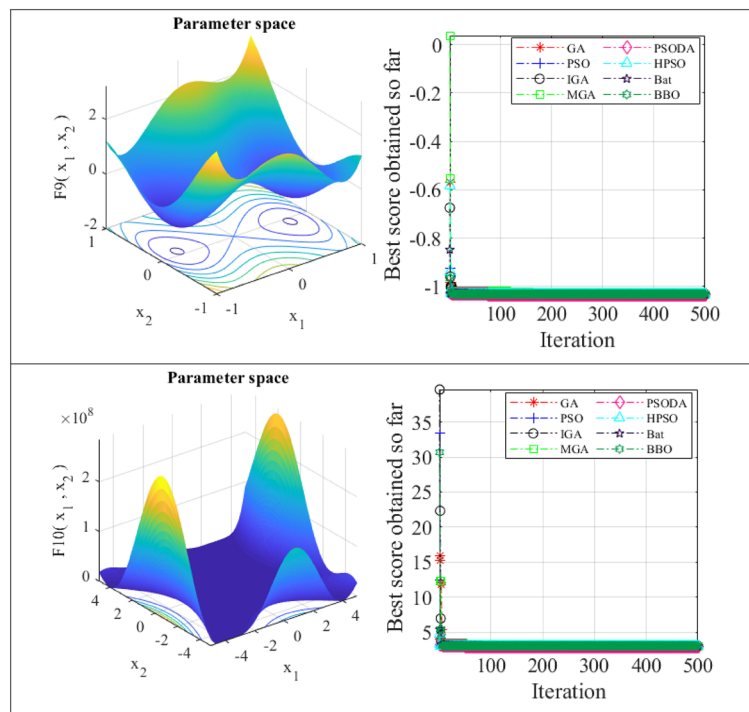 Parameter space
F9( x1 , x2 )
2
0
-2
1
0
-1
x2
-1
0
1
x1
Best score obtained so far
0
-0.2
-0.4
-0.6
-0.8
-1
GA
PSO
IGA
MGA
PSODA
HPSO
Bat
BBO
100
200
300
400
500
Iteration
Parameter space
×10^8
F10( x1 , x2 )
2
1
0
4
2
0
-2
-4
x2
-4
-2
0
2
4
x1
Best score obtained so far
35
30
25
20
15
10
5
GA
PSO
IGA
MGA
PSODA
HPSO
Bat
BBO
100
200
300
400
500
Iteration